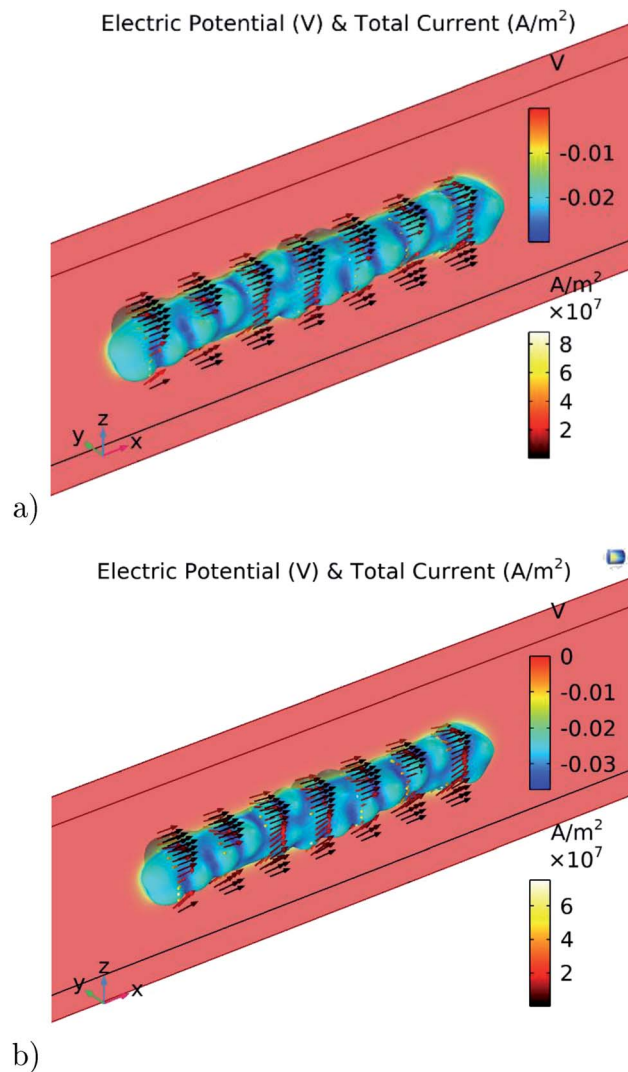 Electric Potential (V) & Total Current (A/m²)
V
-0.01
-0.02
A/m²
×10⁷
8
6
4
2
y z x
a)
Electric Potential (V) & Total Current (A/m²)
V
0
-0.01
-0.02
-0.03
A/m²
×10⁷
6
4
2
y z x
b)